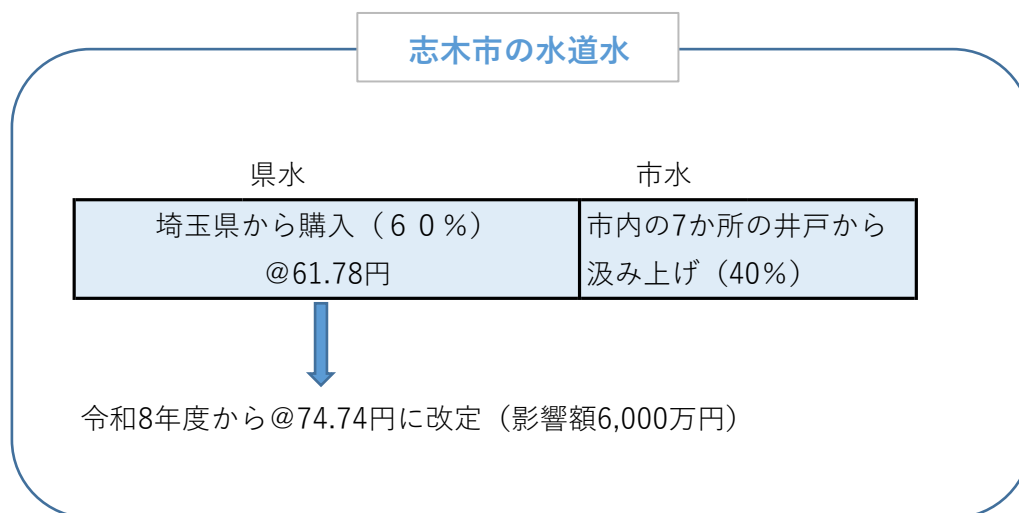 志木市の水道水
県水
市水
埼玉県から購入（６０%）
@61.78円
市内の7か所の井戸から
汲み上げ（40%）
令和8年度から@74.74円に改定（影響額6,000万円）